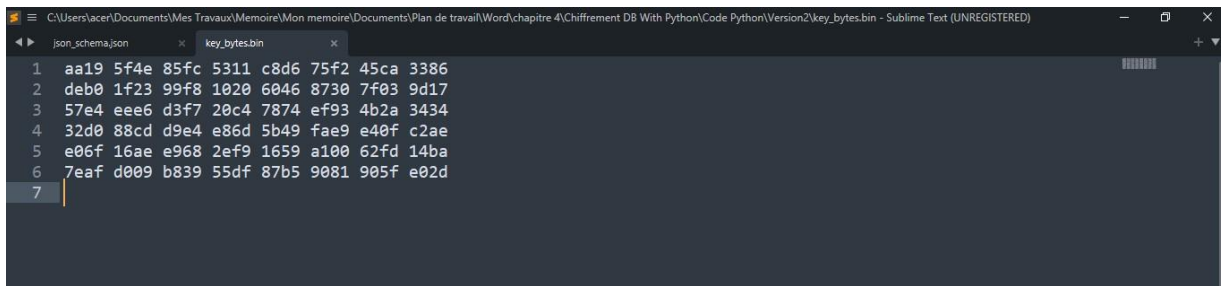 C:\Users\acer\Documents\Mes Travaux\Memoire\Mon memoire\Documents\Plan de travail\Word\chapitre 4\Chiffrement DB With Python\Code Python\Version2\key_bytes.bin - Sublime Text (UNREGISTERED)
json_schema.json key_bytes.bin
1 aa19 5f4e 85fc 5311 c8d6 75f2 45ca 3386
2 deb0 1f23 99f8 1020 6046 8730 7f03 9d17
3 57e4 eee6 d3f7 20c4 7874 ef93 4b2a 3434
4 32d0 88cd d9e4 e86d 5b49 fae9 e40f c2ae
5 e06f 16ae e968 2ef9 1659 a100 62fd 14ba
6 7eaf d009 b839 55df 87b5 9081 905f e02d
7